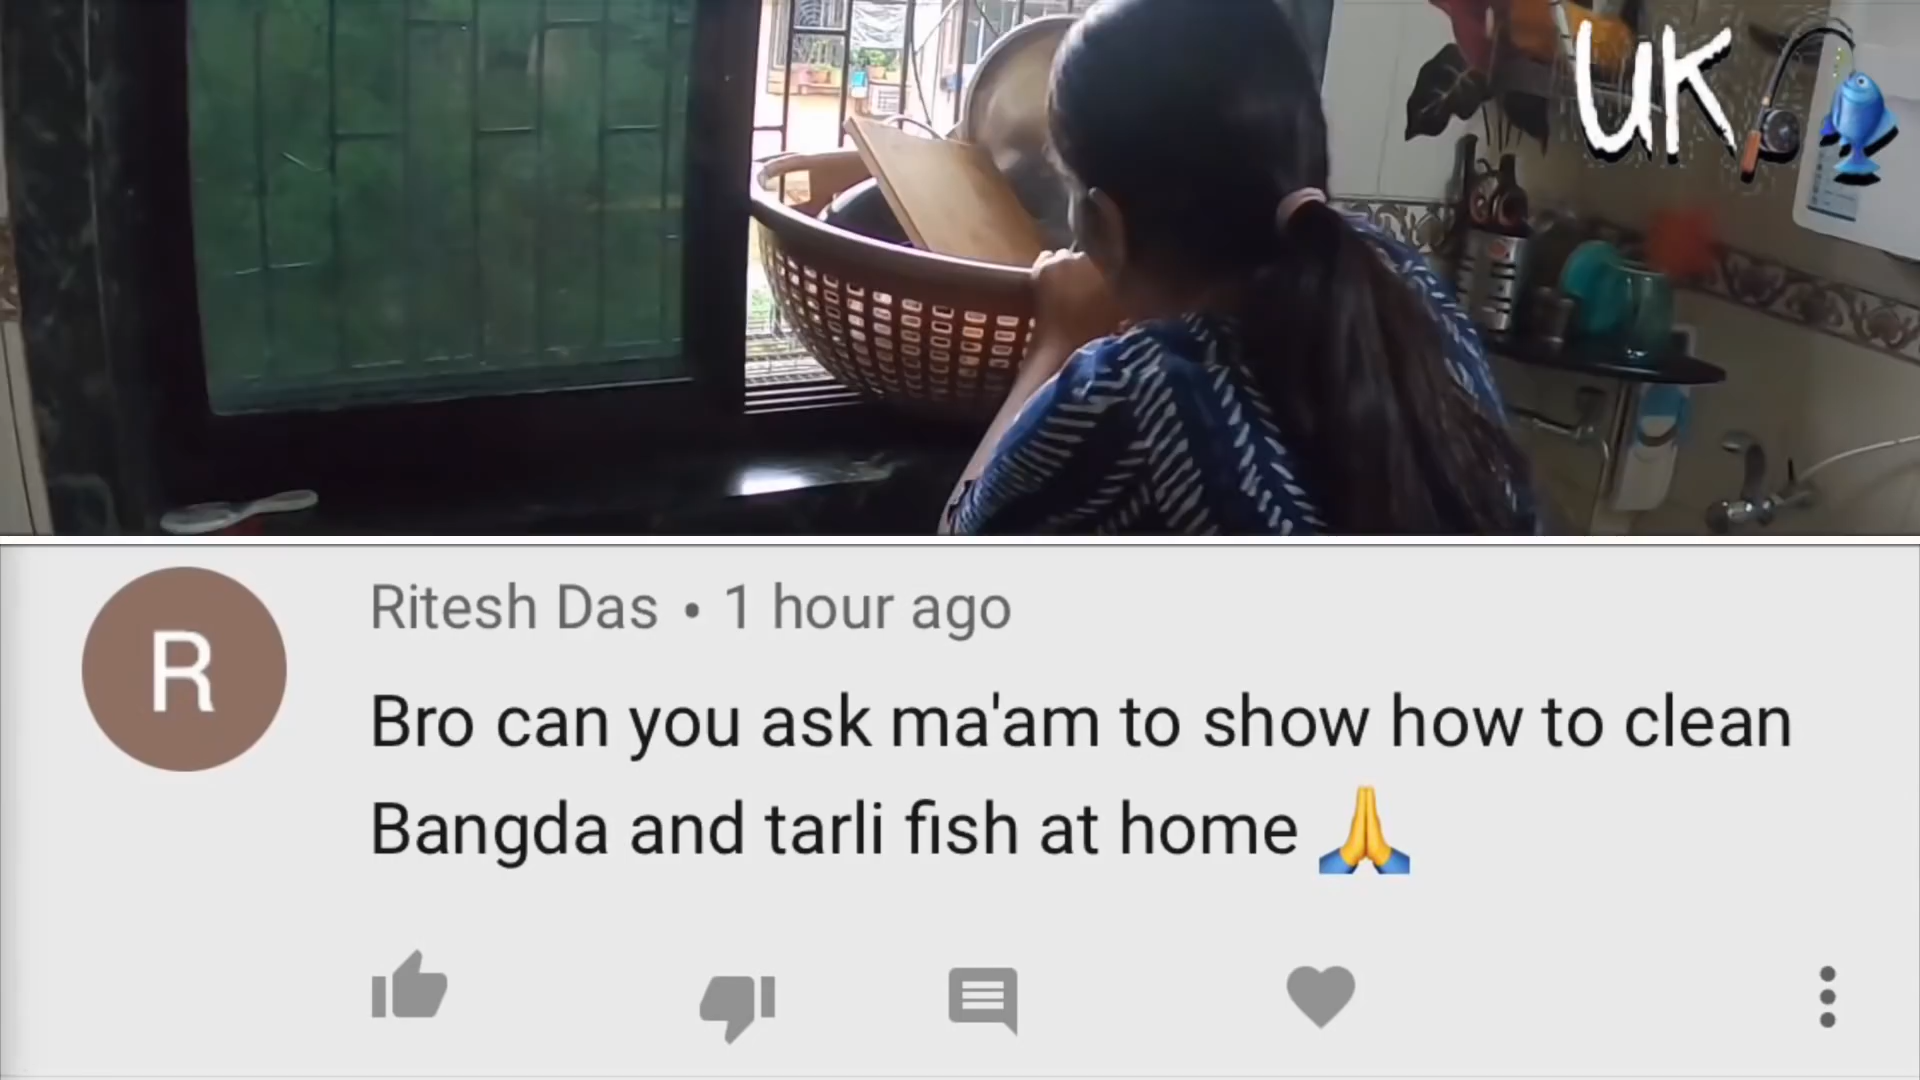 UK
R
Ritesh Das • 1 hour ago
Bro can you ask ma'am to show how to clean
Bangda and tarli fish at home 🙏